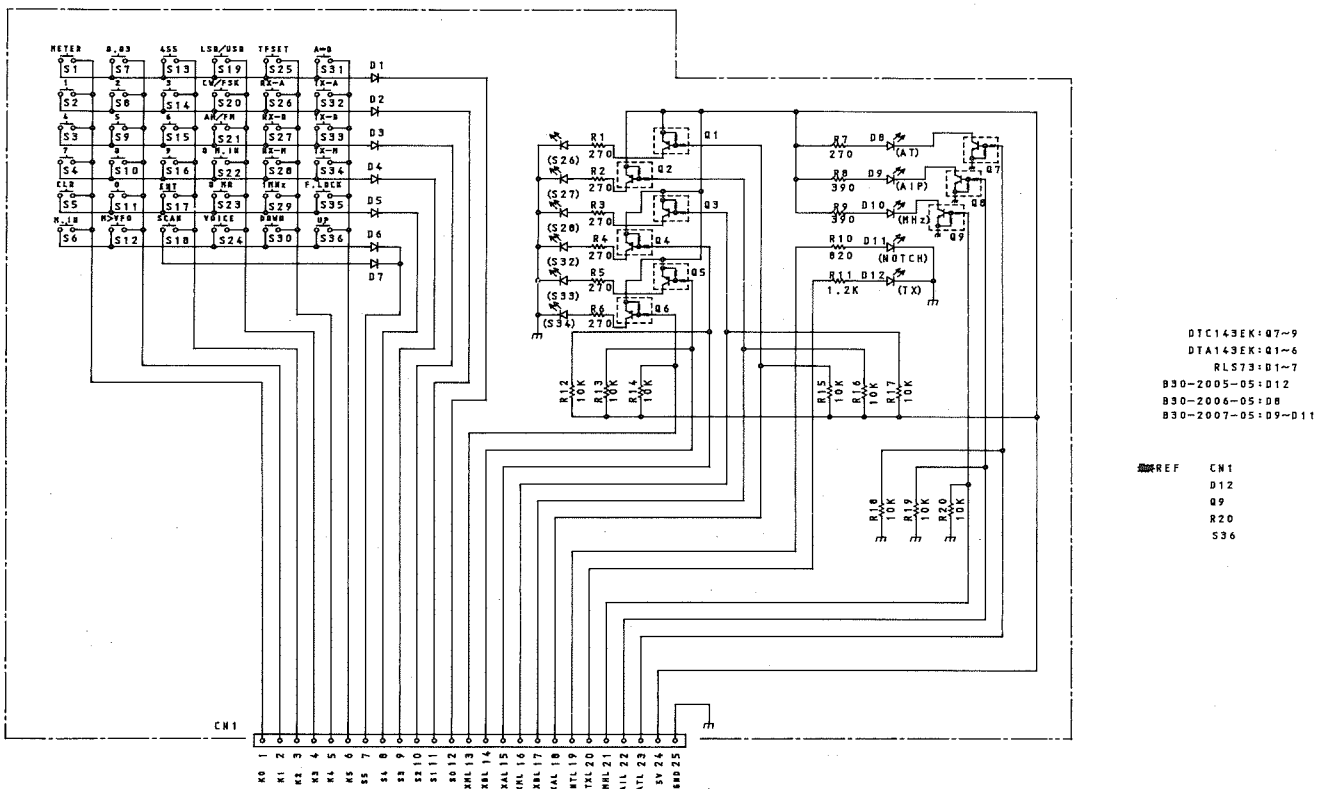 METER 8.83 455 LSB/USB TFSET A=B
S1 S7 S13 S19 S25 S31 D1
1 2 3 CW/FSK RX-A TX-A
S2 S8 S14 S20 S26 S32 D2
4 5 6 AM/FM RX-B TX-B
S3 S9 S15 S21 S27 S33 D3
7 8 9 M.IN RX-M TX-M
S4 S10 S16 S22 S28 S34 D4
CLR 0 ENT MR 1MHz F.LOCK
S5 S11 S17 S23 S29 S35 D5
M.IN M>VFO SCAN VOICE DOWN UP
S6 S12 S18 S24 S30 S36 D6
D7
R1 270 (S26) Q1
R2 270 (S27) Q2
R3 270 (S28) Q3
R4 270 (S32) Q4
R5 270 (S33) Q5
R6 270 (S34) Q6
R7 270 D8 (AT) Q7
R8 390 D9 (AIP) Q8
R9 390 D10 (MHz) Q9
R10 820 D11 (NOTCH)
R11 1.2K D12 (TX)
R12 10K
R13 10K
R14 10K
R15 10K
R16 10K
R17 10K
R18 10K
R19 10K
R20 10K
DTC143EK:Q7~9
DTA143EK:Q1~6
RLS73:D1~7
B30-2005-05:D12
B30-2006-05:D8
B30-2007-05:D9~D11
REF CN1
D12
Q9
R20
S36
CN1
K0 1
K1 2
K2 3
K3 4
K4 5
K5 6
S5 7
S4 8
S3 9
S2 10
S1 11
S0 12
XML 13
XBL 14
XAL 15
XML 16
XBL 17
XAL 18
NTL 19
TXL 20
MHL 21
AIL 22
ATL 23
5V 24
GND 25